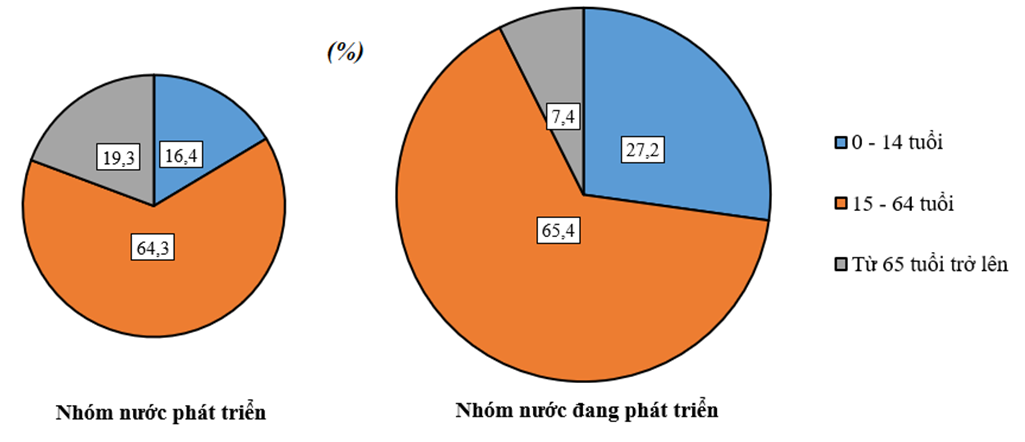 (%)
19,3
16,4
64,3
7,4
27,2
65,4
0 - 14 tuổi
15 - 64 tuổi
Từ 65 tuổi trở lên
Nhóm nước phát triển
Nhóm nước đang phát triển